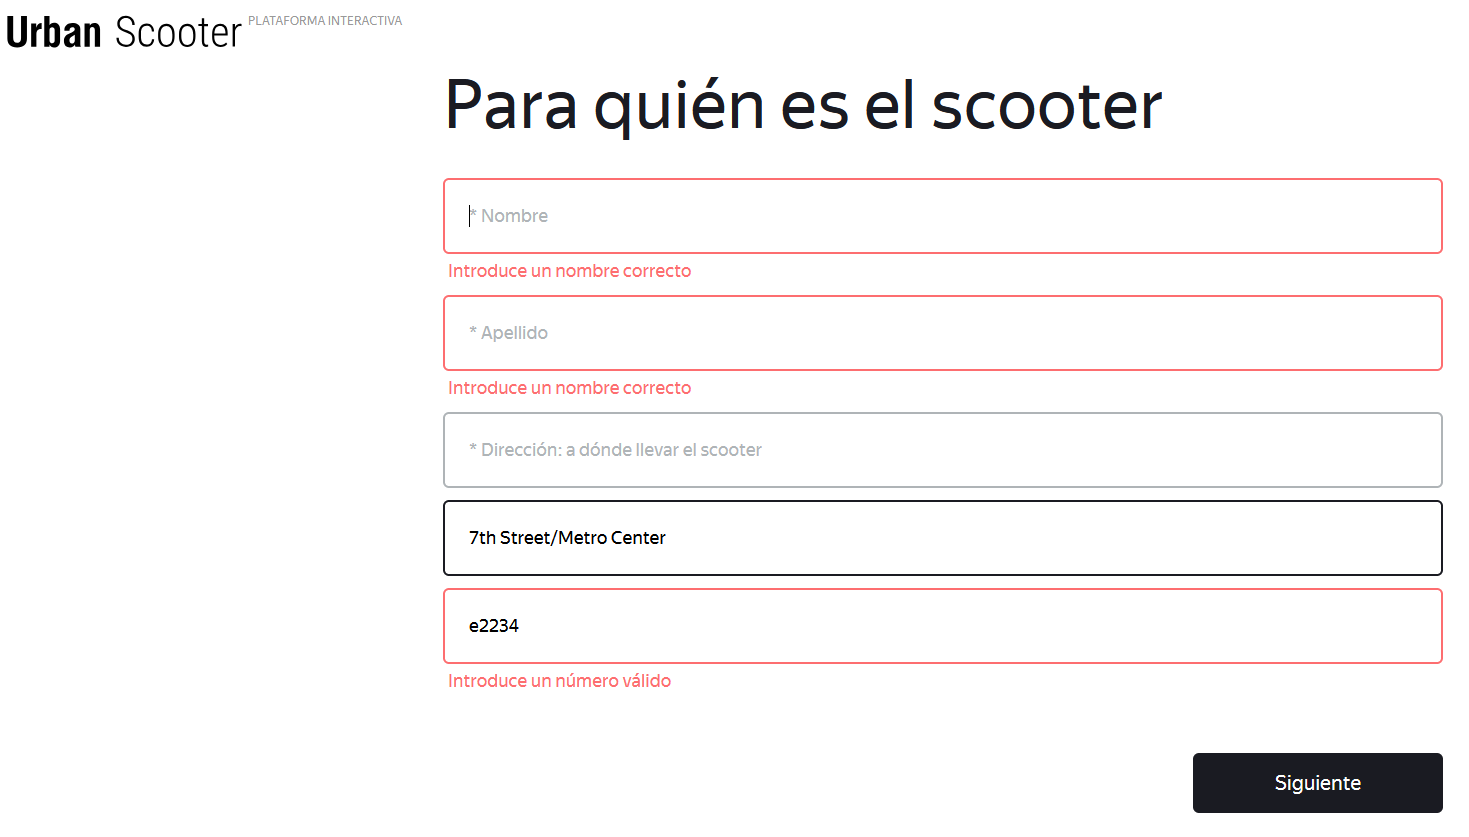 Urban Scooter PLATAFORMA INTERACTIVA
Para quién es el scooter
* Nombre
Introduce un nombre correcto
* Apellido
Introduce un nombre correcto
* Dirección: a dónde llevar el scooter
7th Street/Metro Center
e2234
Introduce un número válido
Siguiente